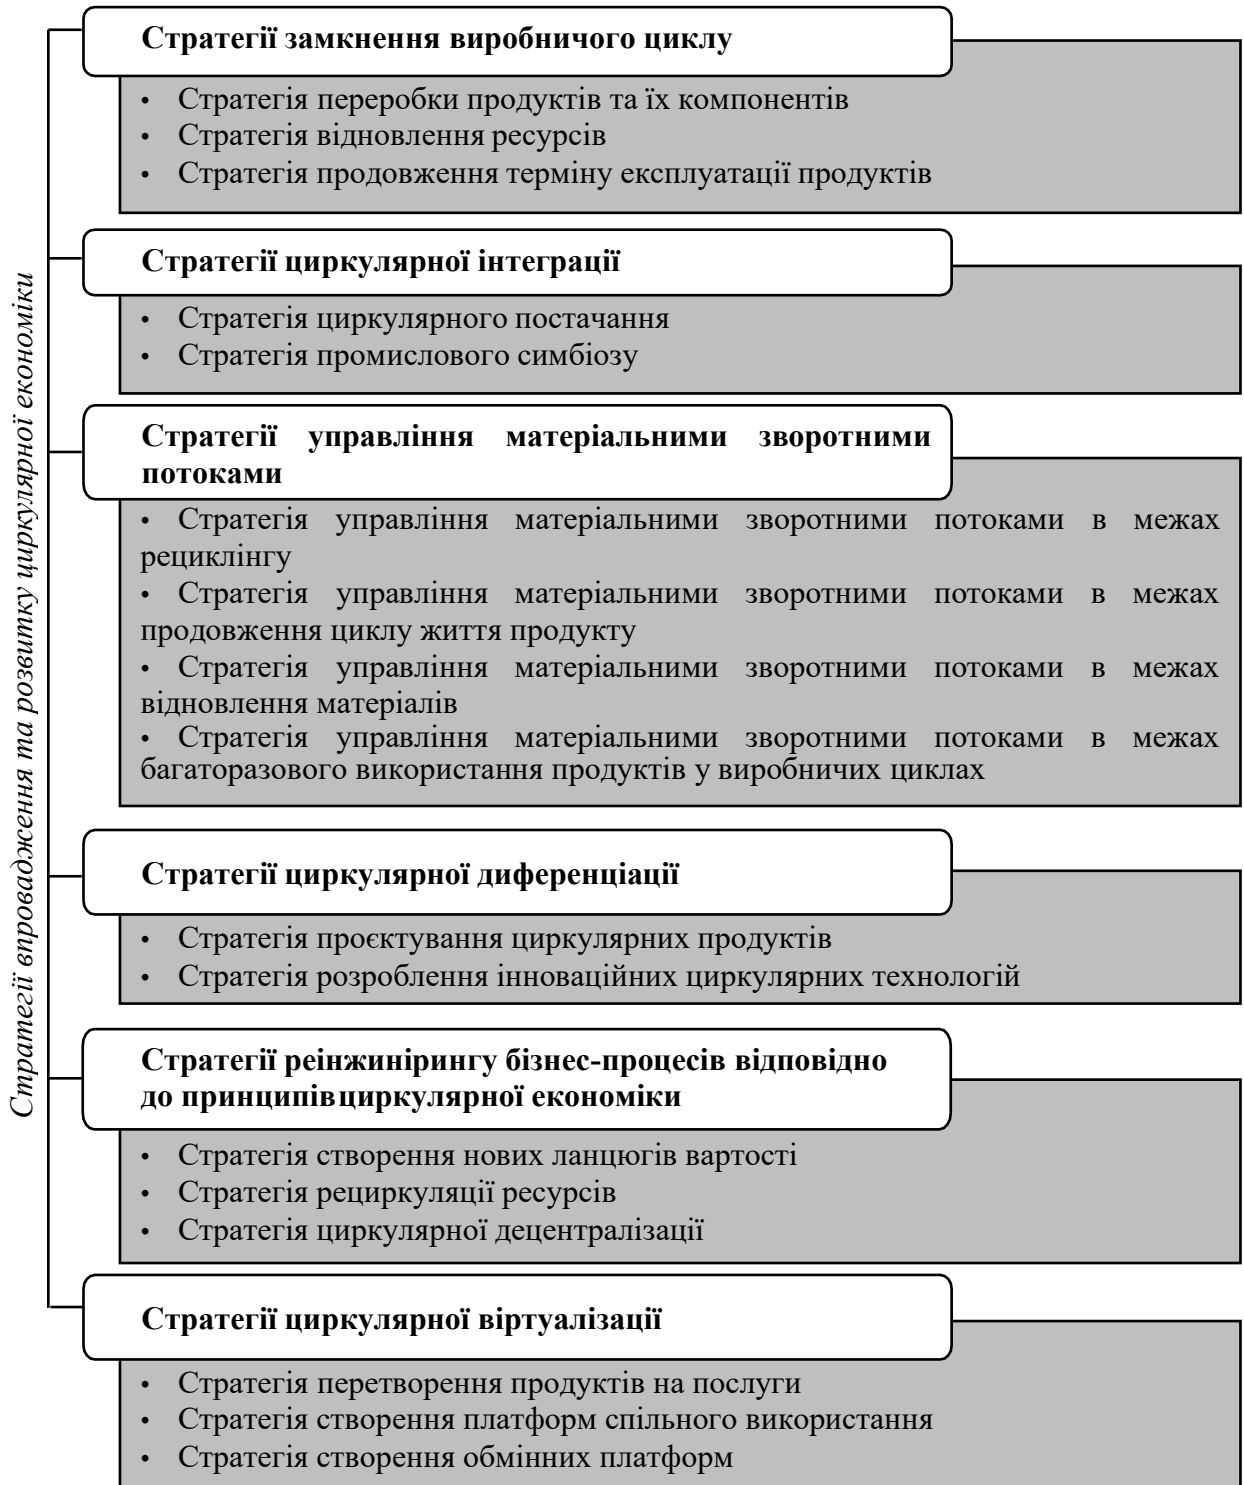 Стратегії впровадження та розвитку циркулярної економіки
Стратегії замкнення виробничого циклу
• Стратегія переробки продуктів та їх компонентів
• Стратегія відновлення ресурсів
• Стратегія продовження терміну експлуатації продуктів
Стратегії циркулярної інтеграції
• Стратегія циркулярного постачання
• Стратегія промислового симбіозу
Стратегії управління матеріальними зворотними
потоками
• Стратегія управління матеріальними зворотними потоками в межах
рециклінгу
• Стратегія управління матеріальними зворотними потоками в межах
продовження циклу життя продукту
• Стратегія управління матеріальними зворотними потоками в межах
відновлення матеріалів
• Стратегія управління матеріальними зворотними потоками в межах
багаторазового використання продуктів у виробничих циклах
Стратегії циркулярної диференціації
• Стратегія проєктування циркулярних продуктів
• Стратегія розроблення інноваційних циркулярних технологій
Стратегії реінжинірингу бізнес-процесів відповідно
до принципівциркулярної економіки
• Стратегія створення нових ланцюгів вартості
• Стратегія рециркуляції ресурсів
• Стратегія циркулярної децентралізації
Стратегії циркулярної віртуалізації
• Стратегія перетворення продуктів на послуги
• Стратегія створення платформ спільного використання
• Стратегія створення обмінних платформ